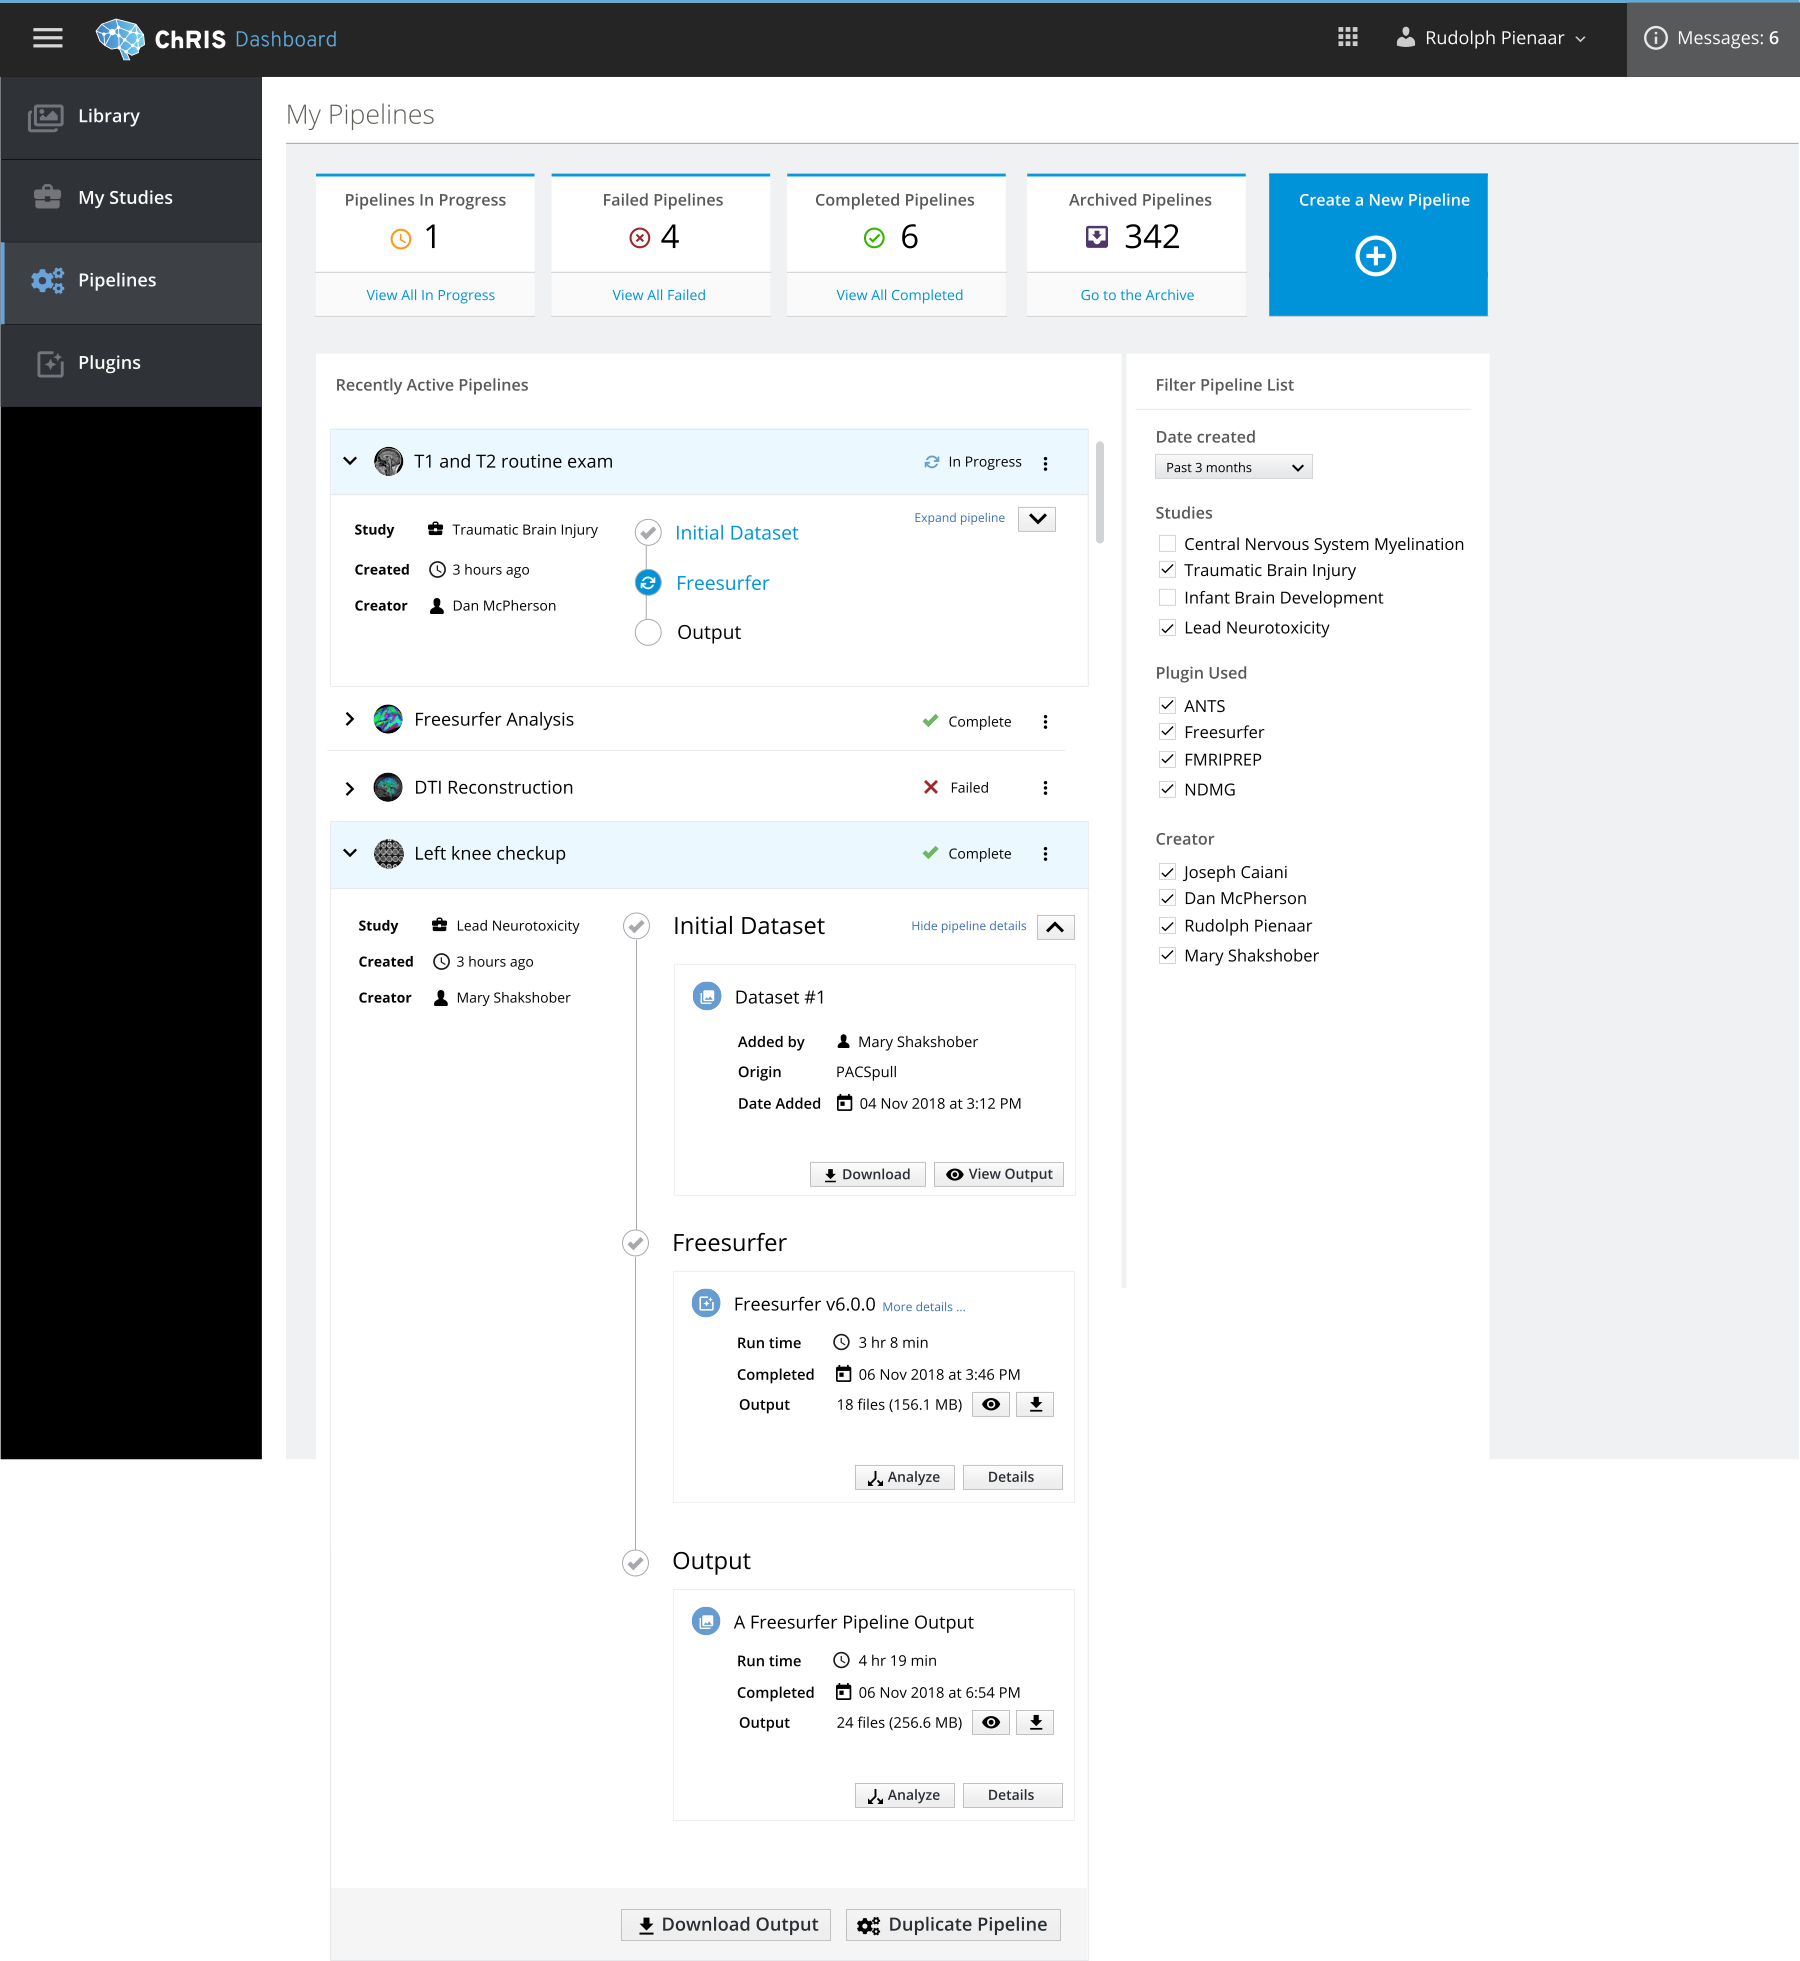 ChRIS Dashboard
Rudolph Pienaar
Messages: 6
Library
My Studies
Pipelines
Plugins
My Pipelines
Pipelines In Progress
1
View All In Progress
Failed Pipelines
4
View All Failed
Completed Pipelines
6
View All Completed
Archived Pipelines
342
Go to the Archive
Create a New Pipeline
Recently Active Pipelines
T1 and T2 routine exam
In Progress
Study Traumatic Brain Injury
Created 3 hours ago
Creator Dan McPherson
Initial Dataset
Freesurfer
Output
Expand pipeline
Freesurfer Analysis
Complete
DTI Reconstruction
Failed
Left knee checkup
Complete
Study Lead Neurotoxicity
Created 3 hours ago
Creator Mary Shakshober
Initial Dataset
Hide pipeline details
Dataset #1
Added by Mary Shakshober
Origin PACSpull
Date Added 04 Nov 2018 at 3:12 PM
Download
View Output
Freesurfer
Freesurfer v6.0.0 More details ...
Run time 3 hr 8 min
Completed 06 Nov 2018 at 3:46 PM
Output 18 files (156.1 MB)
Analyze
Details
Output
A Freesurfer Pipeline Output
Run time 4 hr 19 min
Completed 06 Nov 2018 at 6:54 PM
Output 24 files (256.6 MB)
Analyze
Details
Download Output
Duplicate Pipeline
Filter Pipeline List
Date created
Past 3 months
Studies
Central Nervous System Myelination
Traumatic Brain Injury
Infant Brain Development
Lead Neurotoxicity
Plugin Used
ANTS
Freesurfer
FMRIPREP
NDMG
Creator
Joseph Caiani
Dan McPherson
Rudolph Pienaar
Mary Shakshober